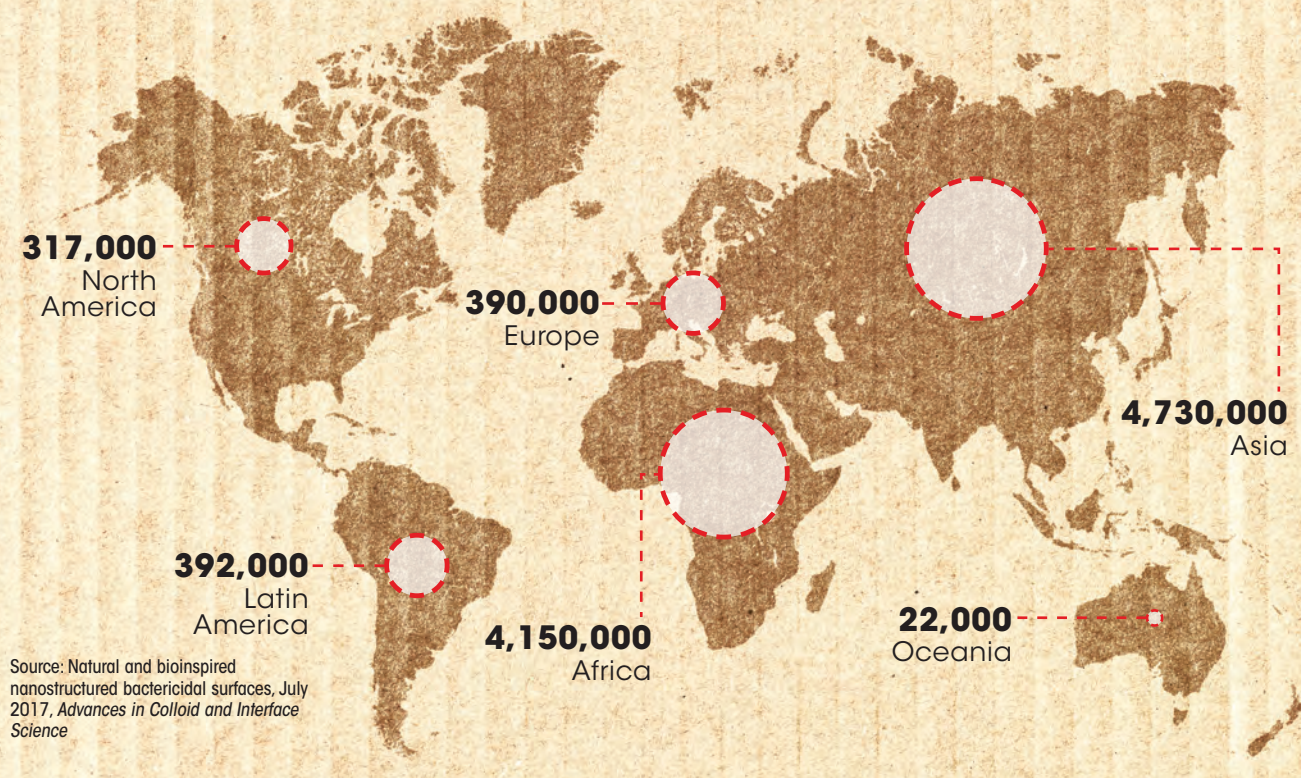 317,000
North
America
390,000
Europe
4,730,000
Asia
392,000
Latin
America
4,150,000
Africa
22,000
Oceania
Source: Natural and bioinspired
nanostructured bactericidal surfaces, July
2017, Advances in Colloid and Interface
Science